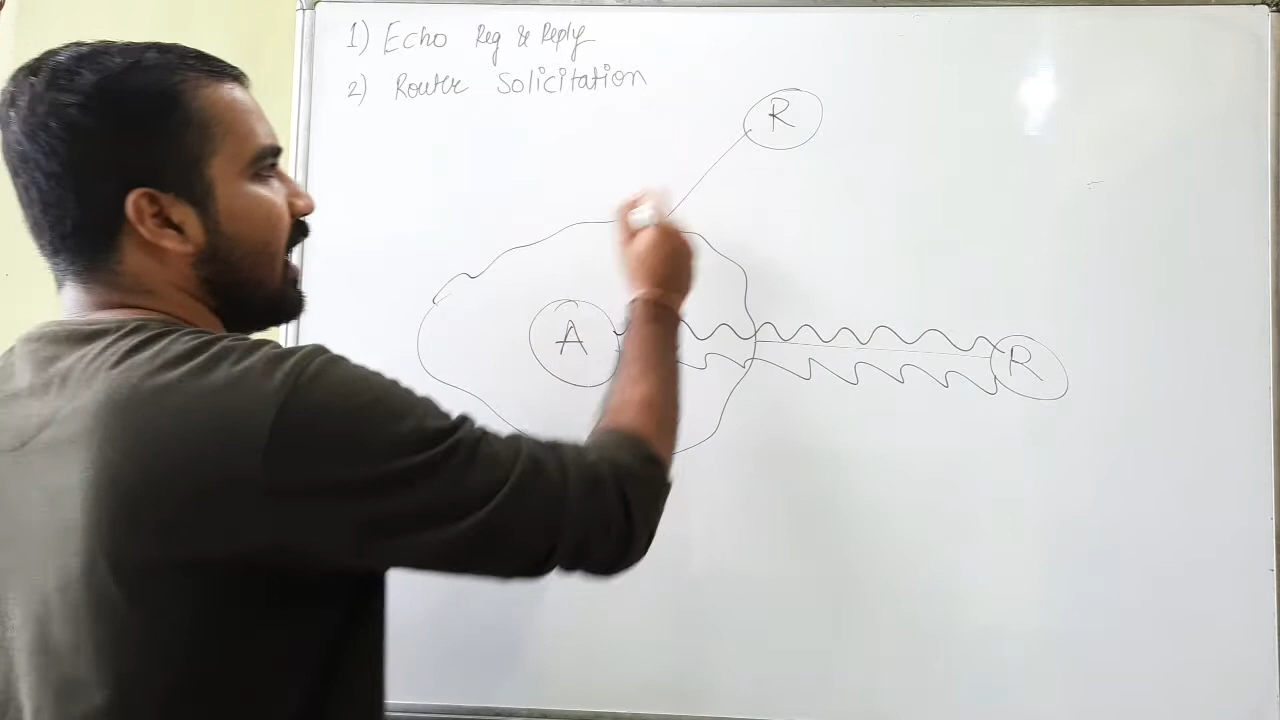 1) Echo Req & Reply
2) Router Solicitation
R
A
R